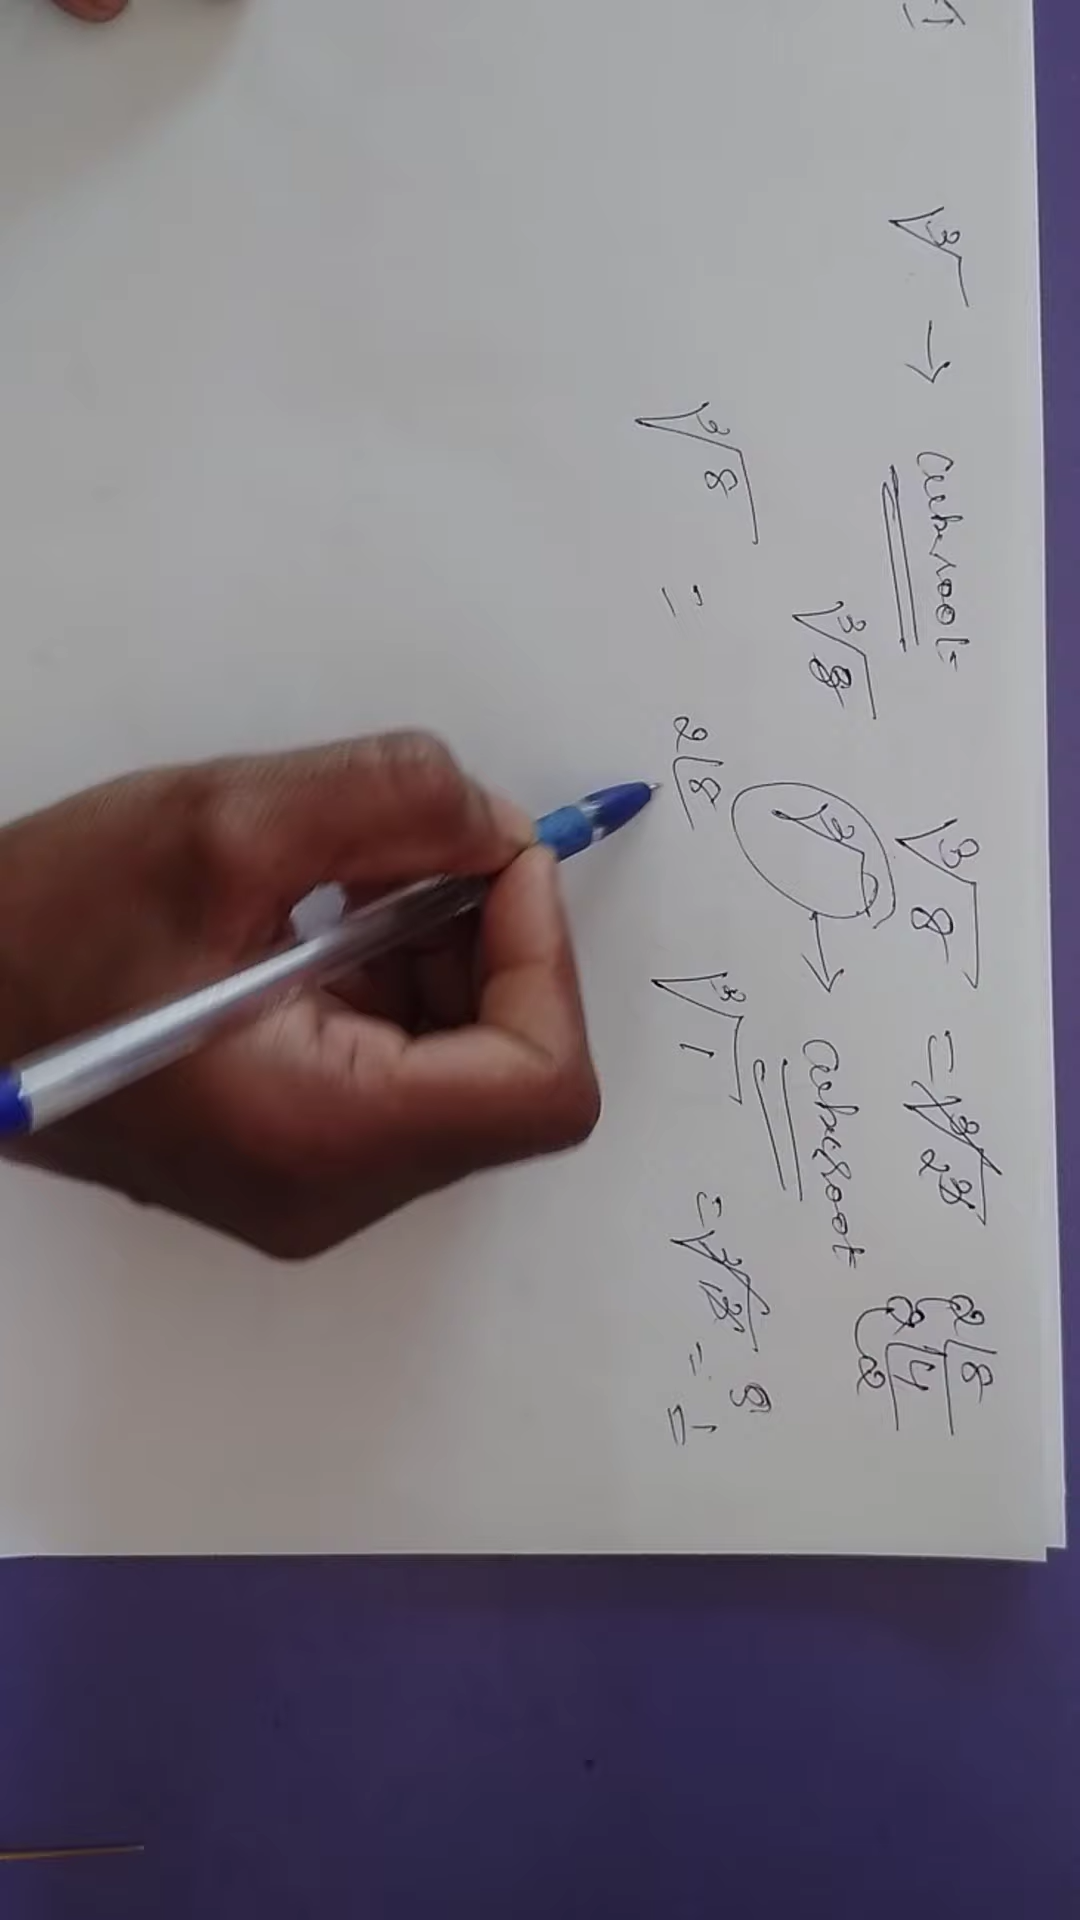 ∛ → cuberoot
∛8 = ∛2³ 2|8
2|4
2
∛8
∛ → cuberoot
∛8 = 2|8
∛1 = ∛1³ = 1